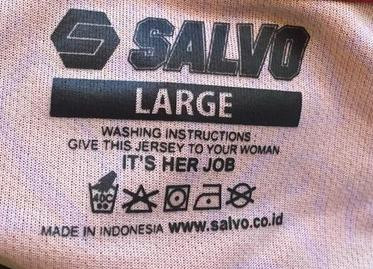 SALVO
LARGE
WASHING INSTRUCTIONS :
GIVE THIS JERSEY TO YOUR WOMAN
IT'S HER JOB
40C
MADE IN INDONESIA www.salvo.co.id